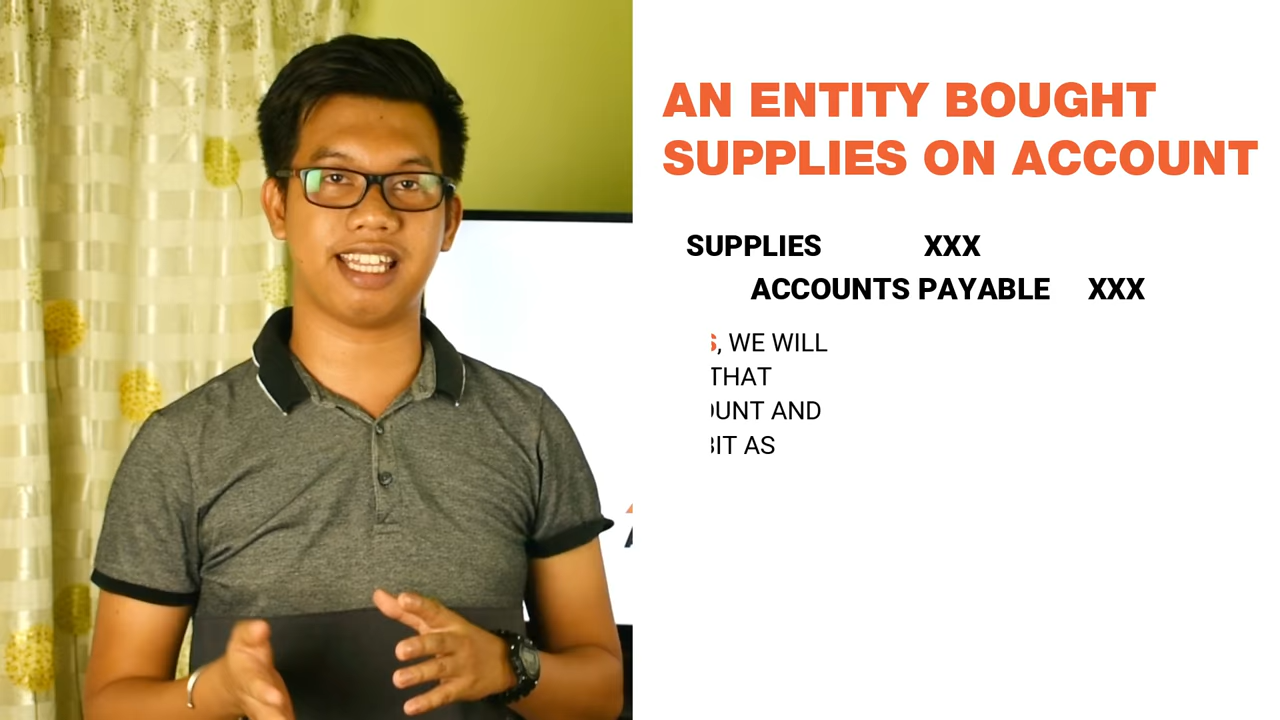 AN ENTITY BOUGHT
SUPPLIES ON ACCOUNT
SUPPLIES XXX
ACCOUNTS PAYABLE XXX
, WE WILL
THAT
AND
AS